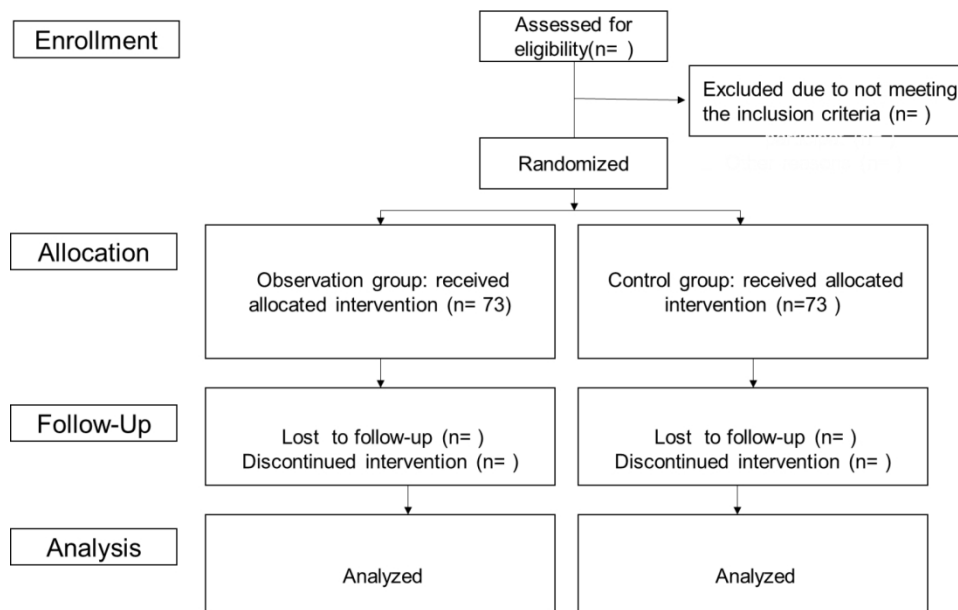 Enrollment
Assessed for
eligibility(n= )
Excluded due to not meeting
the inclusion criteria (n= )
Randomized
Allocation
Observation group: received
allocated intervention (n= 73)
Control group: received allocated
intervention (n=73 )
Follow-Up
Lost to follow-up (n= )
Discontinued intervention (n= )
Lost to follow-up (n= )
Discontinued intervention (n= )
Analysis
Analyzed
Analyzed